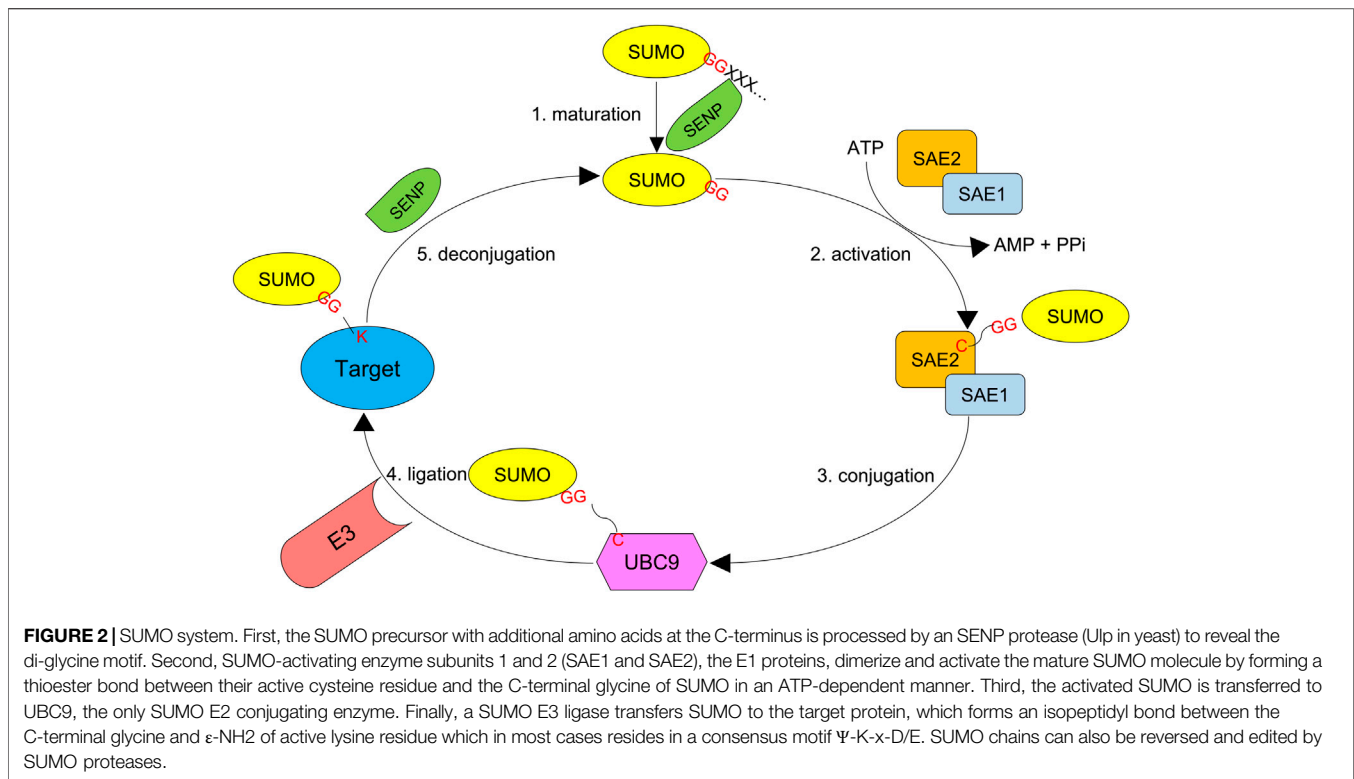 SUMO
GGXXX...
1. maturation
SENP
SUMO
GG
ATP
SAE2
SAE1
AMP + PPi
2. activation
SENP
5. deconjugation
SUMO
GG
K
Target
C
GG
SUMO
SAE2
SAE1
3. conjugation
4. ligation
SUMO
GG
C
UBC9
E3
FIGURE 2 | SUMO system. First, the SUMO precursor with additional amino acids at the C-terminus is processed by an SENP protease (Ulp in yeast) to reveal the
di-glycine motif. Second, SUMO-activating enzyme subunits 1 and 2 (SAE1 and SAE2), the E1 proteins, dimerize and activate the mature SUMO molecule by forming a
thioester bond between their active cysteine residue and the C-terminal glycine of SUMO in an ATP-dependent manner. Third, the activated SUMO is transferred to
UBC9, the only SUMO E2 conjugating enzyme. Finally, a SUMO E3 ligase transfers SUMO to the target protein, which forms an isopeptidyl bond between the
C-terminal glycine and ε-NH2 of active lysine residue which in most cases resides in a consensus motif Ψ-K-x-D/E. SUMO chains can also be reversed and edited by
SUMO proteases.